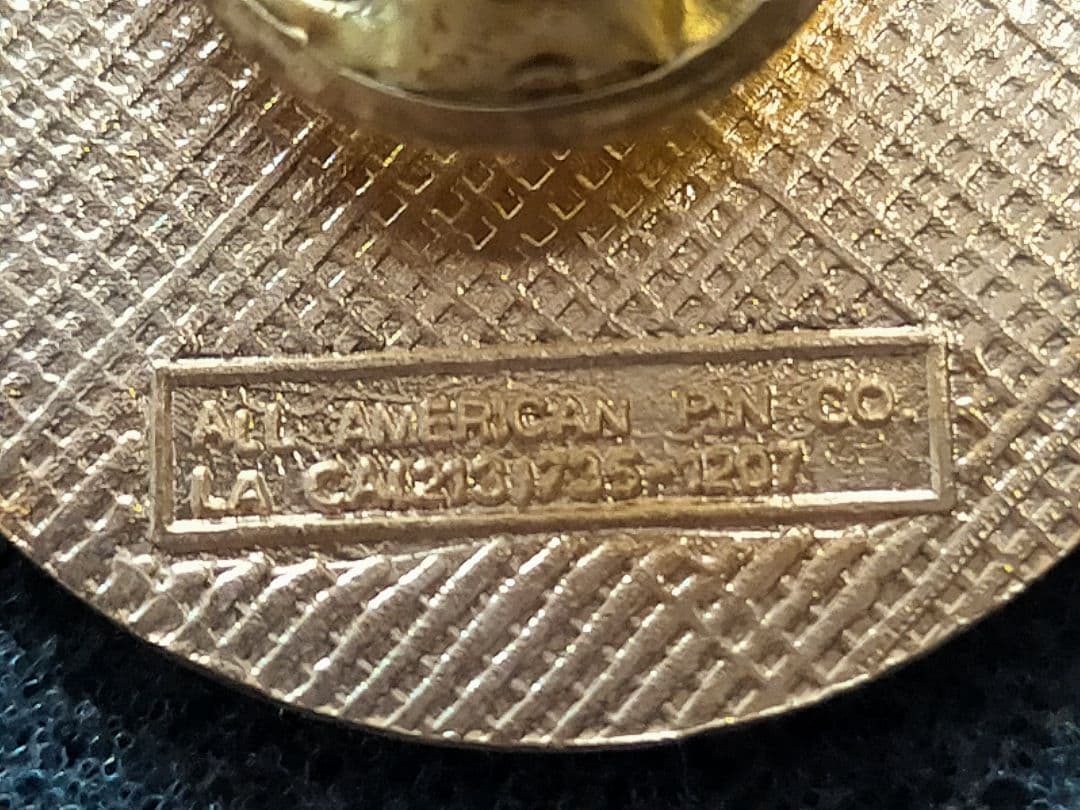 ALL AMERICAN PIN CO.
LA CA(213)735-1207